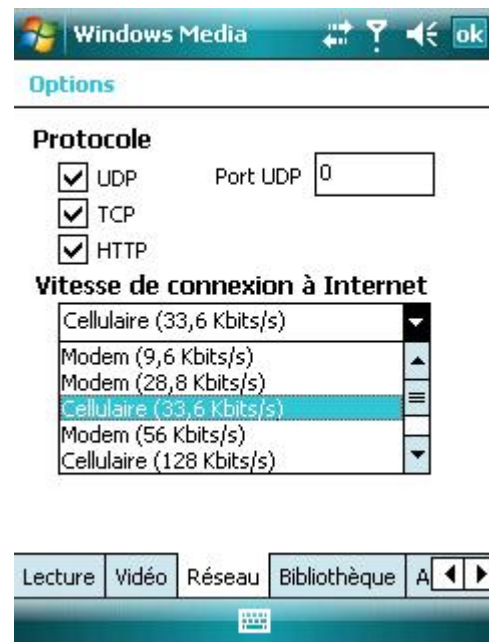 Windows Media ok
Options
Protocole
UDP Port UDP 0
TCP
HTTP
Vitesse de connexion à Internet
Cellulaire (33,6 Kbits/s)
Modem (9,6 Kbits/s)
Modem (28,8 Kbits/s)
Cellulaire (33,6 Kbits/s)
Modem (56 Kbits/s)
Cellulaire (128 Kbits/s)
Lecture Vidéo Réseau Bibliothèque A